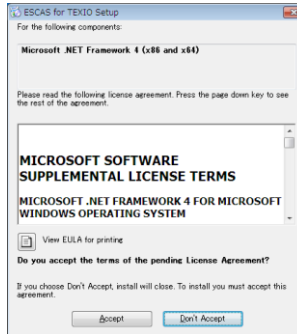 ESCAS for TEXIO Setup
For the following components:
Microsoft .NET Framework 4 (x86 and x64)
Please read the following license agreement. Press the page down key to see
the rest of the agreement.
MICROSOFT SOFTWARE
SUPPLEMENTAL LICENSE TERMS
MICROSOFT .NET FRAMEWORK 4 FOR MICROSOFT
WINDOWS OPERATING SYSTEM
View EULA for printing
Do you accept the terms of the pending License Agreement?
If you choose Don't Accept, install will close. To install you must accept this
agreement.
Accept
Don't Accept